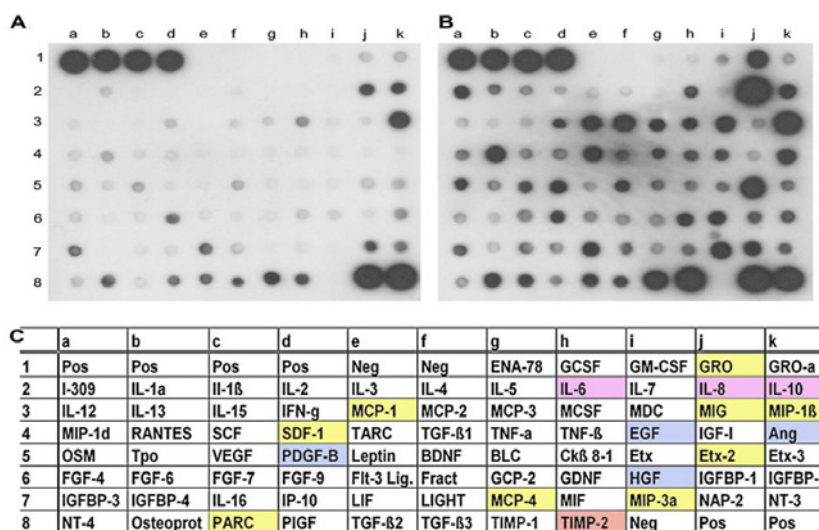 A B
a b c d e f g h i j k a b c d e f g h i j k
1
2
3
4
5
6
7
8
C a b c d e f g h i j k
1 Pos Pos Pos Pos Neg Neg ENA-78 GCSF GM-CSF GRO GRO-a
2 I-309 IL-1a Il-1ß IL-2 IL-3 IL-4 IL-5 IL-6 IL-7 IL-8 IL-10
3 IL-12 IL-13 IL-15 IFN-g MCP-1 MCP-2 MCP-3 MCSF MDC MIG MIP-1ß
4 MIP-1d RANTES SCF SDF-1 TARC TGF-ß1 TNF-a TNF-ß EGF IGF-I Ang
5 OSM Tpo VEGF PDGF-B Leptin BDNF BLC Ckß 8-1 Etx Etx-2 Etx-3
6 FGF-4 FGF-6 FGF-7 FGF-9 Flt-3 Lig. Fract GCP-2 GDNF HGF IGFBP-1 IGFBP-
7 IGFBP-3 IGFBP-4 IL-16 IP-10 LIF LIGHT MCP-4 MIF MIP-3a NAP-2 NT-3
8 NT-4 Osteoprot PARC PIGF TGF-ß2 TGF-ß3 TIMP-1 TIMP-2 Neg Pos Pos